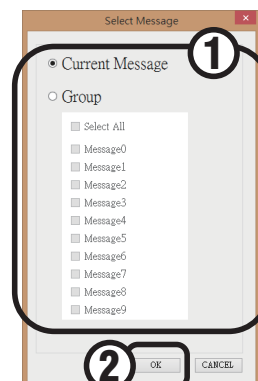 Select Message
×
1
Current Message
Group
Select All
Message0
Message1
Message2
Message3
Message4
Message5
Message6
Message7
Message8
Message9
2
OK CANCEL